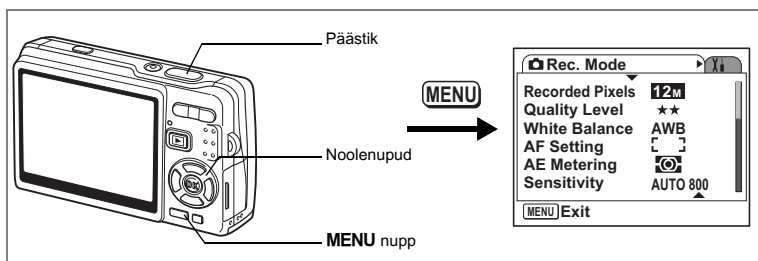 Päästik
Noolenupud
MENU nupp
OK
MENU
Rec. Mode
Recorded Pixels 12M
Quality Level ★★
White Balance AWB
AF Setting
AE Metering
Sensitivity AUTO 800
MENU Exit